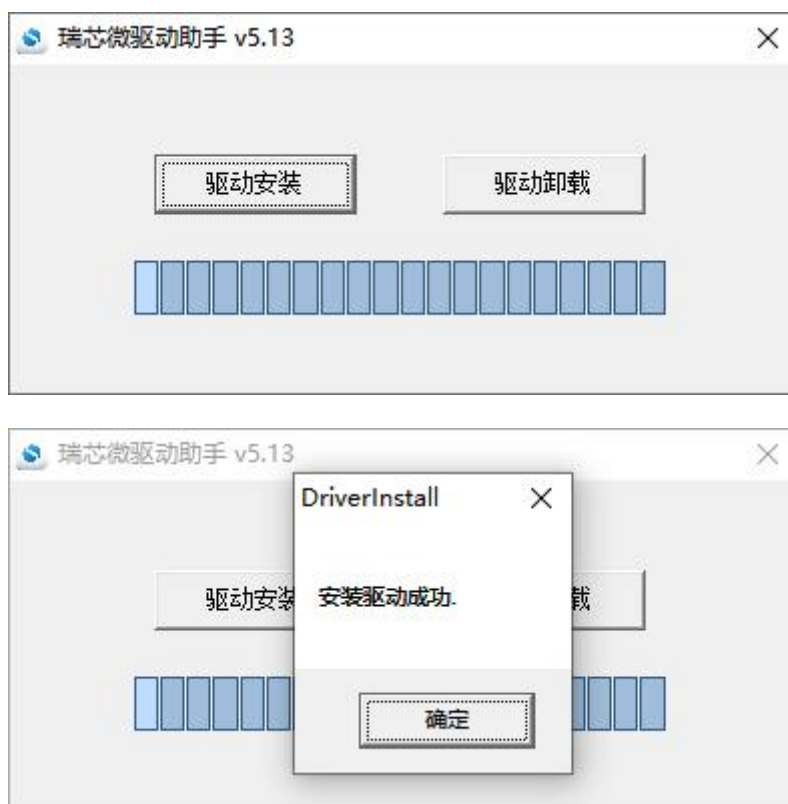 瑞芯微驱动助手 v5.13
驱动安装
驱动卸载
瑞芯微驱动助手 v5.13
DriverInstall
驱动安装
安装驱动成功.
载
确定